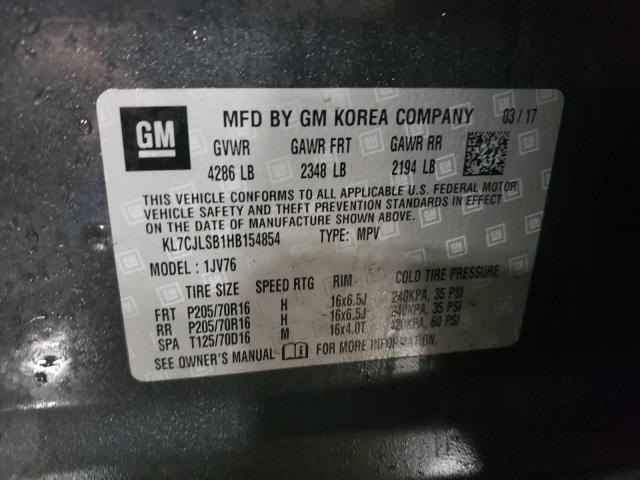 GM MFD BY GM KOREA COMPANY 03 / 17
GVWR GAWR FRT GAWR RR
4286 LB 2348 LB 2194 LB
THIS VEHICLE CONFORMS TO ALL APPLICABLE U.S. FEDERAL MOTOR
VEHICLE SAFETY AND THEFT PREVENTION STANDARDS IN EFFECT
ON THE DATE OF MANUFACTURE SHOWN ABOVE.
KL7CJLSB1HB154854 TYPE: MPV
MODEL : 1JV76
TIRE SIZE SPEED RTG RIM COLD TIRE PRESSURE
FRT P205/70R16 H 16x6.5J 240KPA, 35 PSI
RR P205/70R16 H 16x6.5J 240KPA, 35 PSI
SPA T125/70D16 M 16x4.0T 420KPA, 60 PSI
SEE OWNER'S MANUAL FOR MORE INFORMATION.